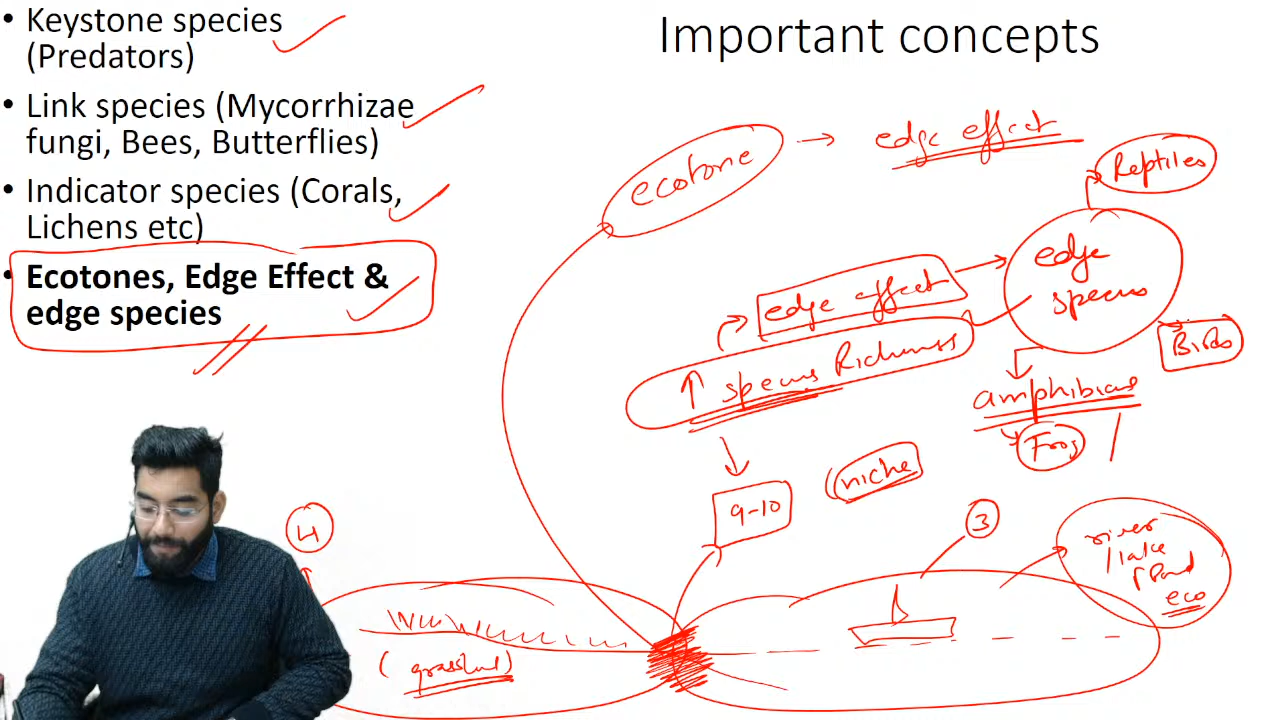 • Keystone species
(Predators)
• Link species (Mycorrhizae
fungi, Bees, Butterflies)
• Indicator species (Corals,
Lichens etc)
• Ecotones, Edge Effect &
edge species
Important concepts
ecotone → edge effect
Reptiles
edge
species
edge effect
↑ species Richness
Birds
amphibians
Frog
niche
9-10
3
4
river
/lake
/Pond
eco
(grassland)